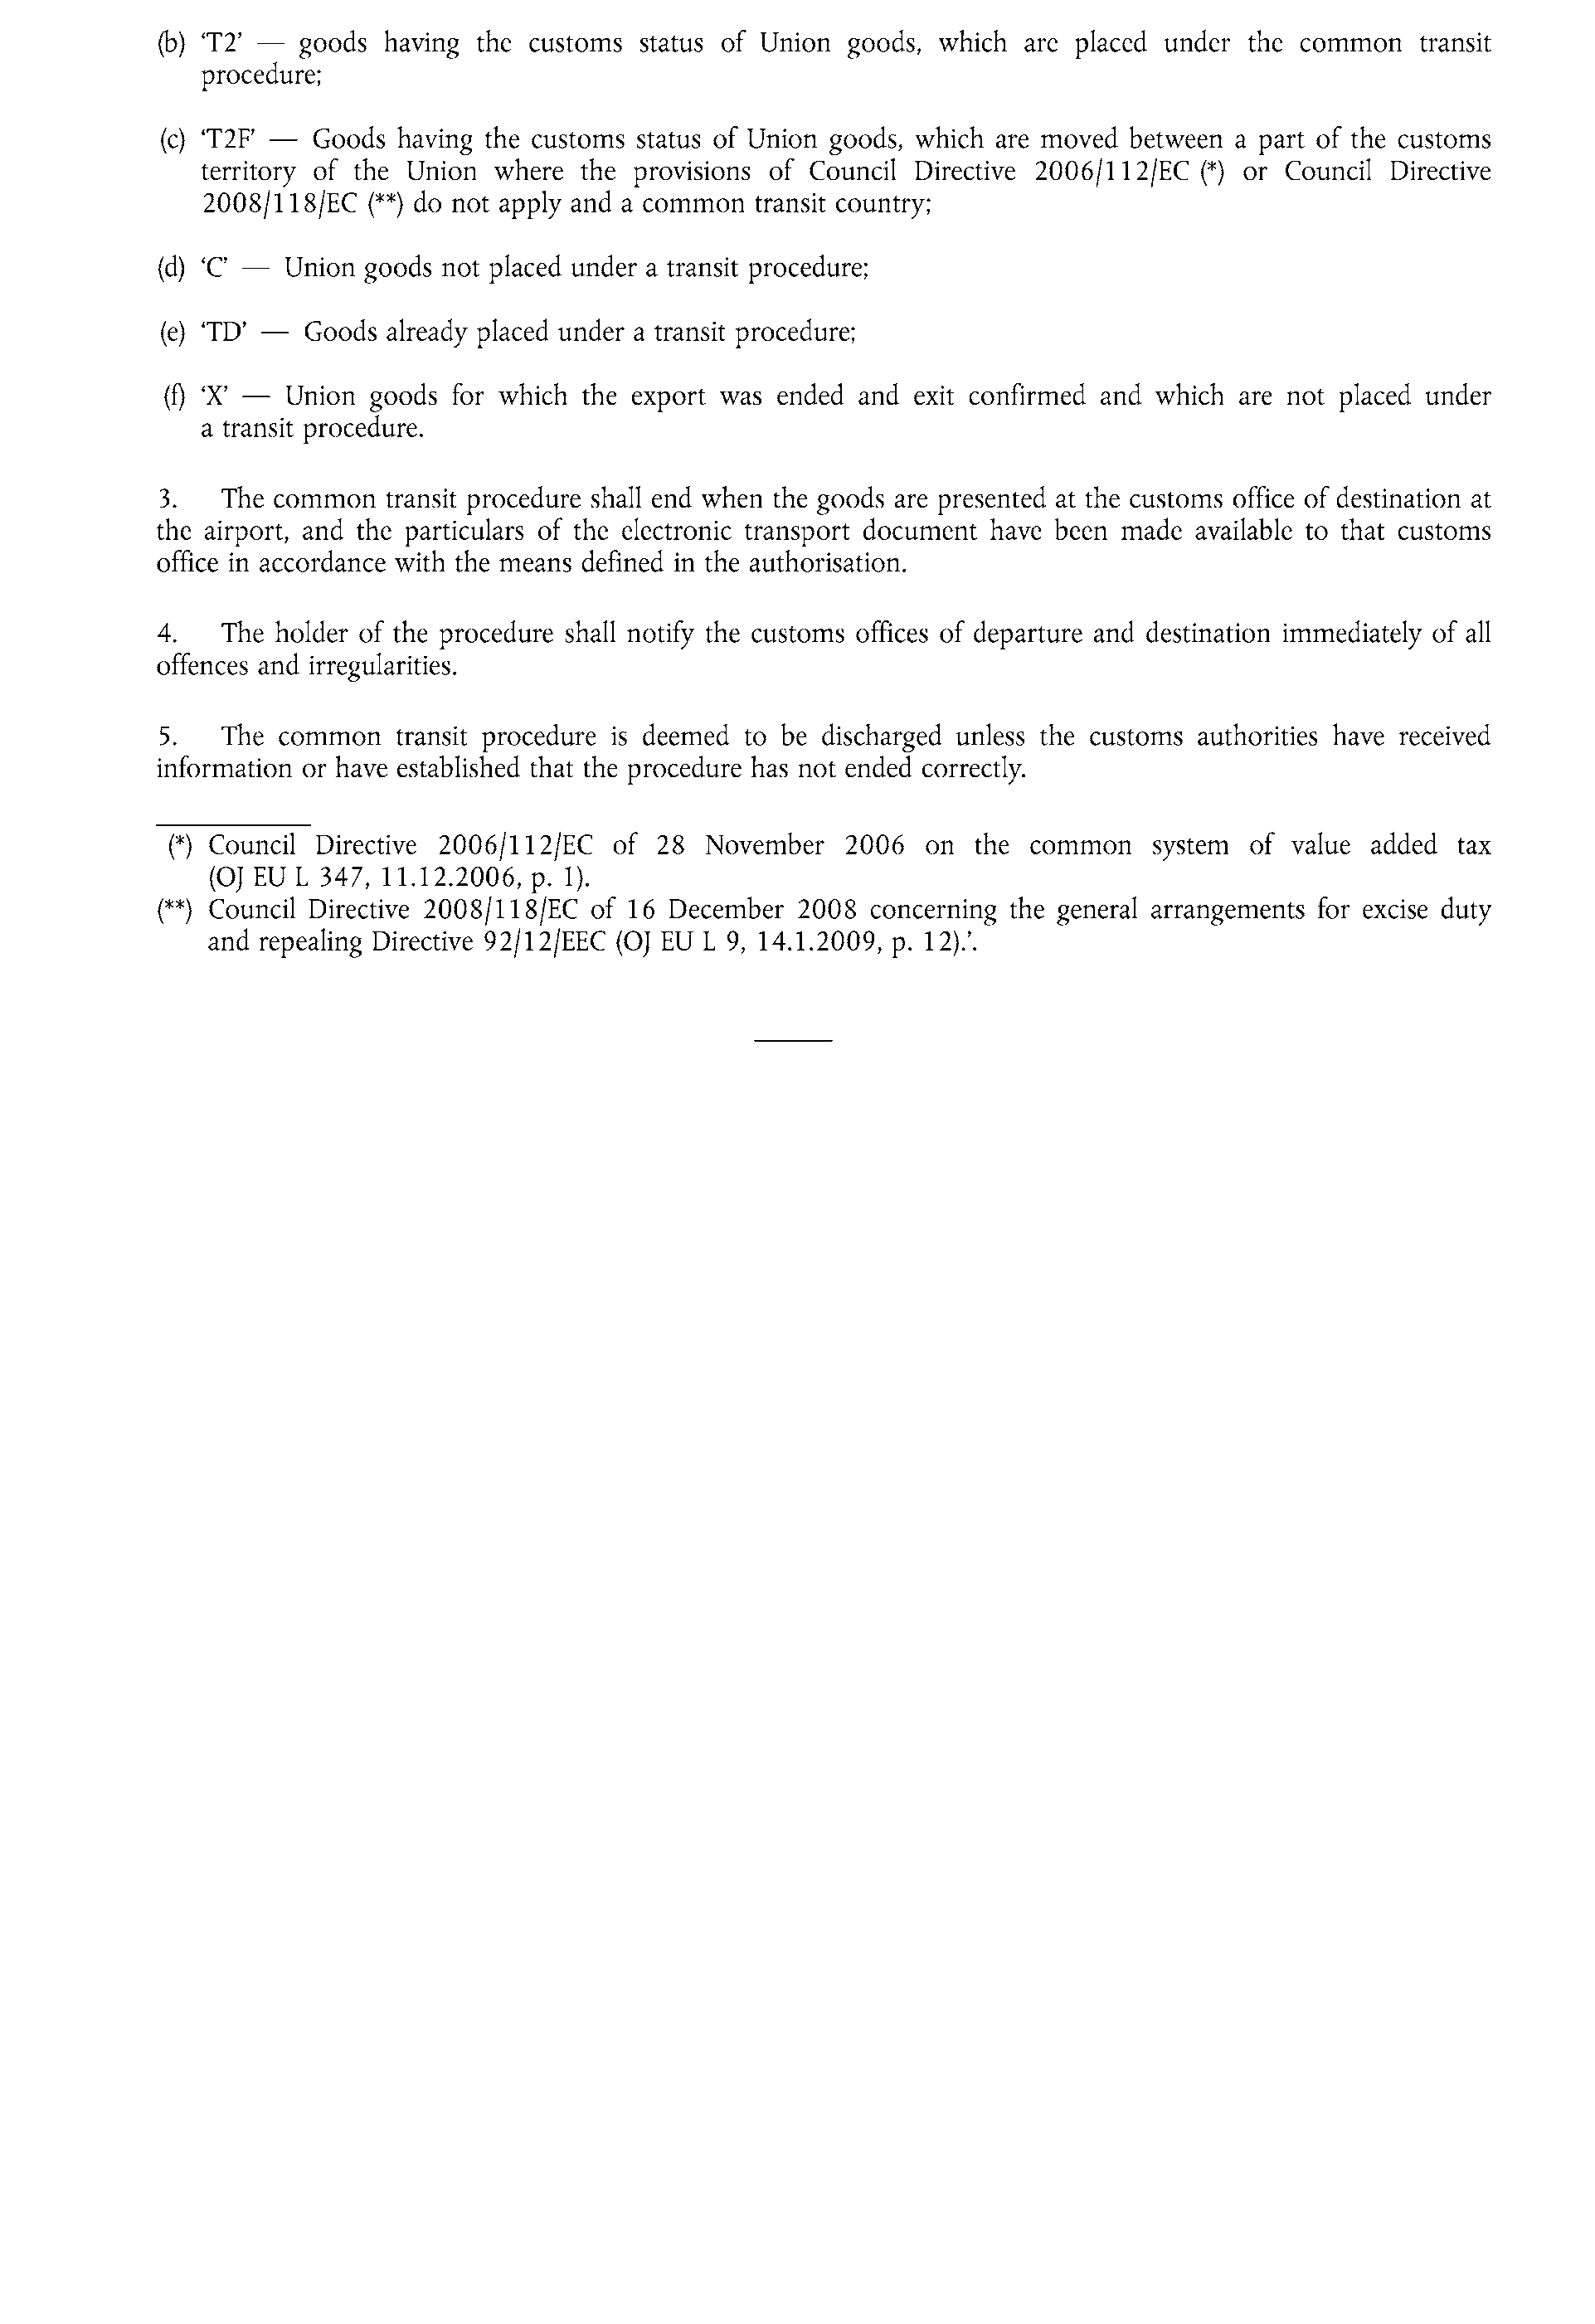 (b) ‘T2’ — goods having the customs status of Union goods, which are placed under the common transit
procedure;
(c) ‘T2F’ — Goods having the customs status of Union goods, which are moved between a part of the customs
territory of the Union where the provisions of Council Directive 2006/112/EC (*) or Council Directive
2008/118/EC (**) do not apply and a common transit country;
(d) ‘C’ — Union goods not placed under a transit procedure;
(e) ‘TD’ — Goods already placed under a transit procedure;
(f) ‘X’ — Union goods for which the export was ended and exit confirmed and which are not placed under
a transit procedure.
3. The common transit procedure shall end when the goods are presented at the customs office of destination at
the airport, and the particulars of the electronic transport document have been made available to that customs
office in accordance with the means defined in the authorisation.
4. The holder of the procedure shall notify the customs offices of departure and destination immediately of all
offences and irregularities.
5. The common transit procedure is deemed to be discharged unless the customs authorities have received
information or have established that the procedure has not ended correctly.
(*) Council Directive 2006/112/EC of 28 November 2006 on the common system of value added tax
(OJ EU L 347, 11.12.2006, p. 1).
(**) Council Directive 2008/118/EC of 16 December 2008 concerning the general arrangements for excise duty
and repealing Directive 92/12/EEC (OJ EU L 9, 14.1.2009, p. 12).’.